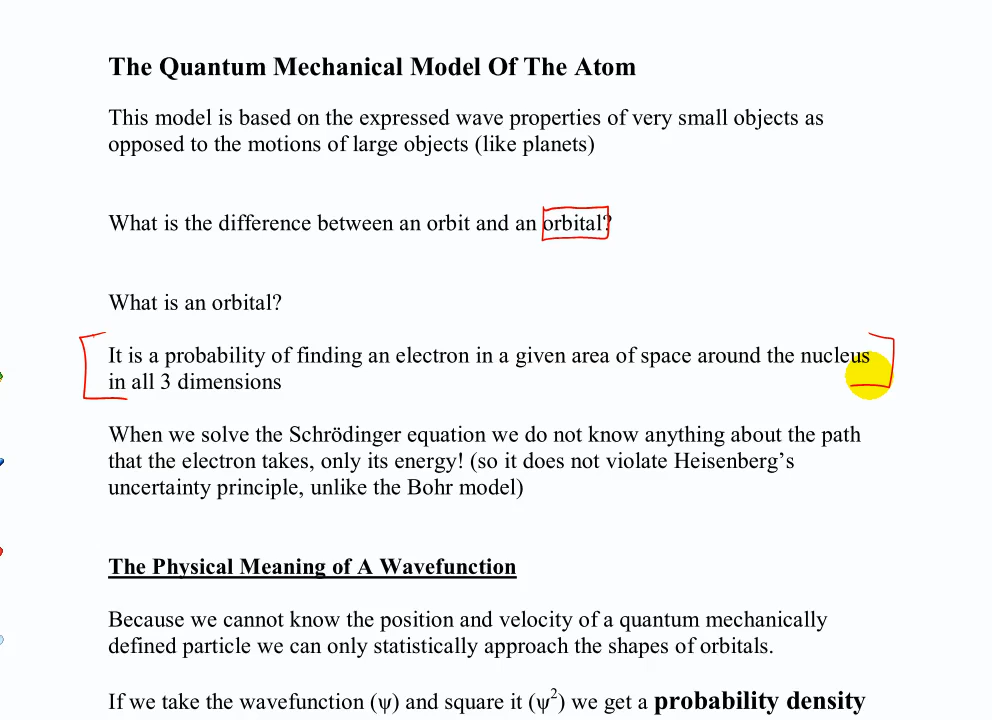 The Quantum Mechanical Model Of The Atom
This model is based on the expressed wave properties of very small objects as
opposed to the motions of large objects (like planets)
What is the difference between an orbit and an orbital?
What is an orbital?
It is a probability of finding an electron in a given area of space around the nucleus
in all 3 dimensions
When we solve the Schrödinger equation we do not know anything about the path
that the electron takes, only its energy! (so it does not violate Heisenberg’s
uncertainty principle, unlike the Bohr model)
The Physical Meaning of A Wavefunction
Because we cannot know the position and velocity of a quantum mechanically
defined particle we can only statistically approach the shapes of orbitals.
If we take the wavefunction (ψ) and square it (ψ²) we get a probability density